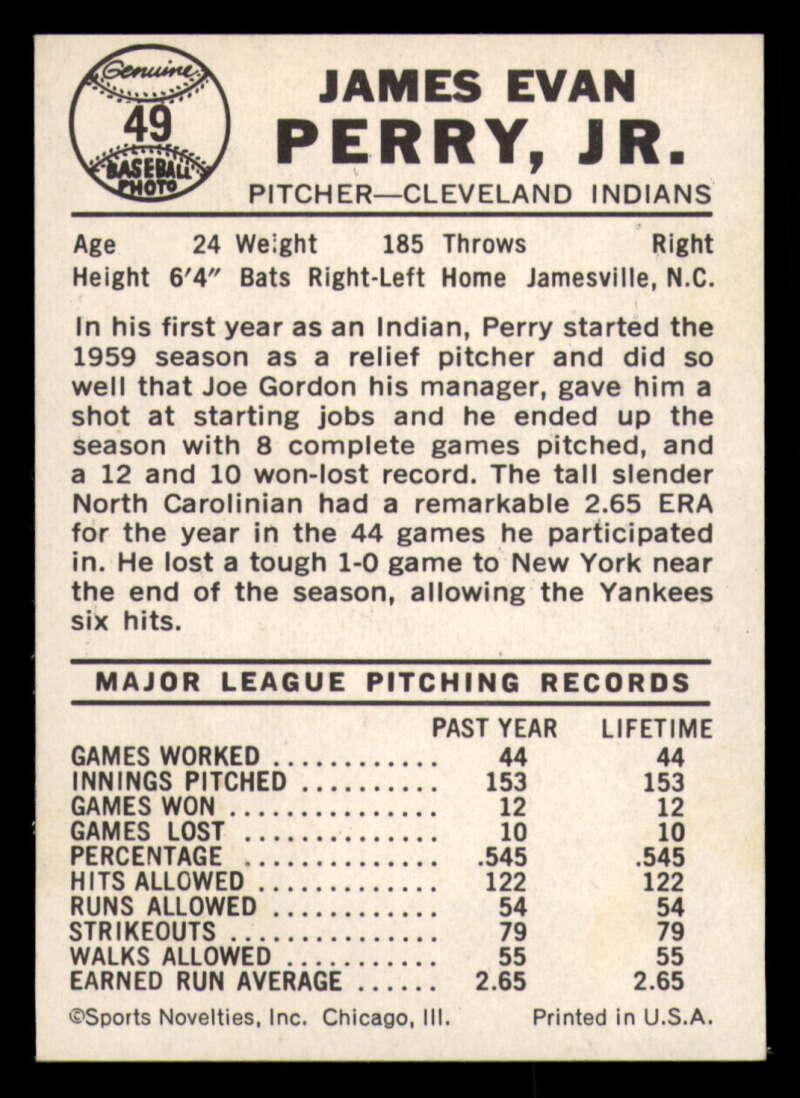 Genuine
49
BASEBALL
PHOTO
JAMES EVAN
PERRY, JR.
PITCHER—CLEVELAND INDIANS
Age 24 Weight 185 Throws Right
Height 6'4" Bats Right-Left Home Jamesville, N.C.
In his first year as an Indian, Perry started the
1959 season as a relief pitcher and did so
well that Joe Gordon his manager, gave him a
shot at starting jobs and he ended up the
season with 8 complete games pitched, and
a 12 and 10 won-lost record. The tall slender
North Carolinian had a remarkable 2.65 ERA
for the year in the 44 games he participated
in. He lost a tough 1-0 game to New York near
the end of the season, allowing the Yankees
six hits.
MAJOR LEAGUE PITCHING RECORDS
PAST YEAR LIFETIME
GAMES WORKED ............ 44 44
INNINGS PITCHED .......... 153 153
GAMES WON ............... 12 12
GAMES LOST .............. 10 10
PERCENTAGE .............. .545 .545
HITS ALLOWED ............. 122 122
RUNS ALLOWED ............ 54 54
STRIKEOUTS ............... 79 79
WALKS ALLOWED ........... 55 55
EARNED RUN AVERAGE ...... 2.65 2.65
©Sports Novelties, Inc. Chicago, Ill. Printed in U.S.A.